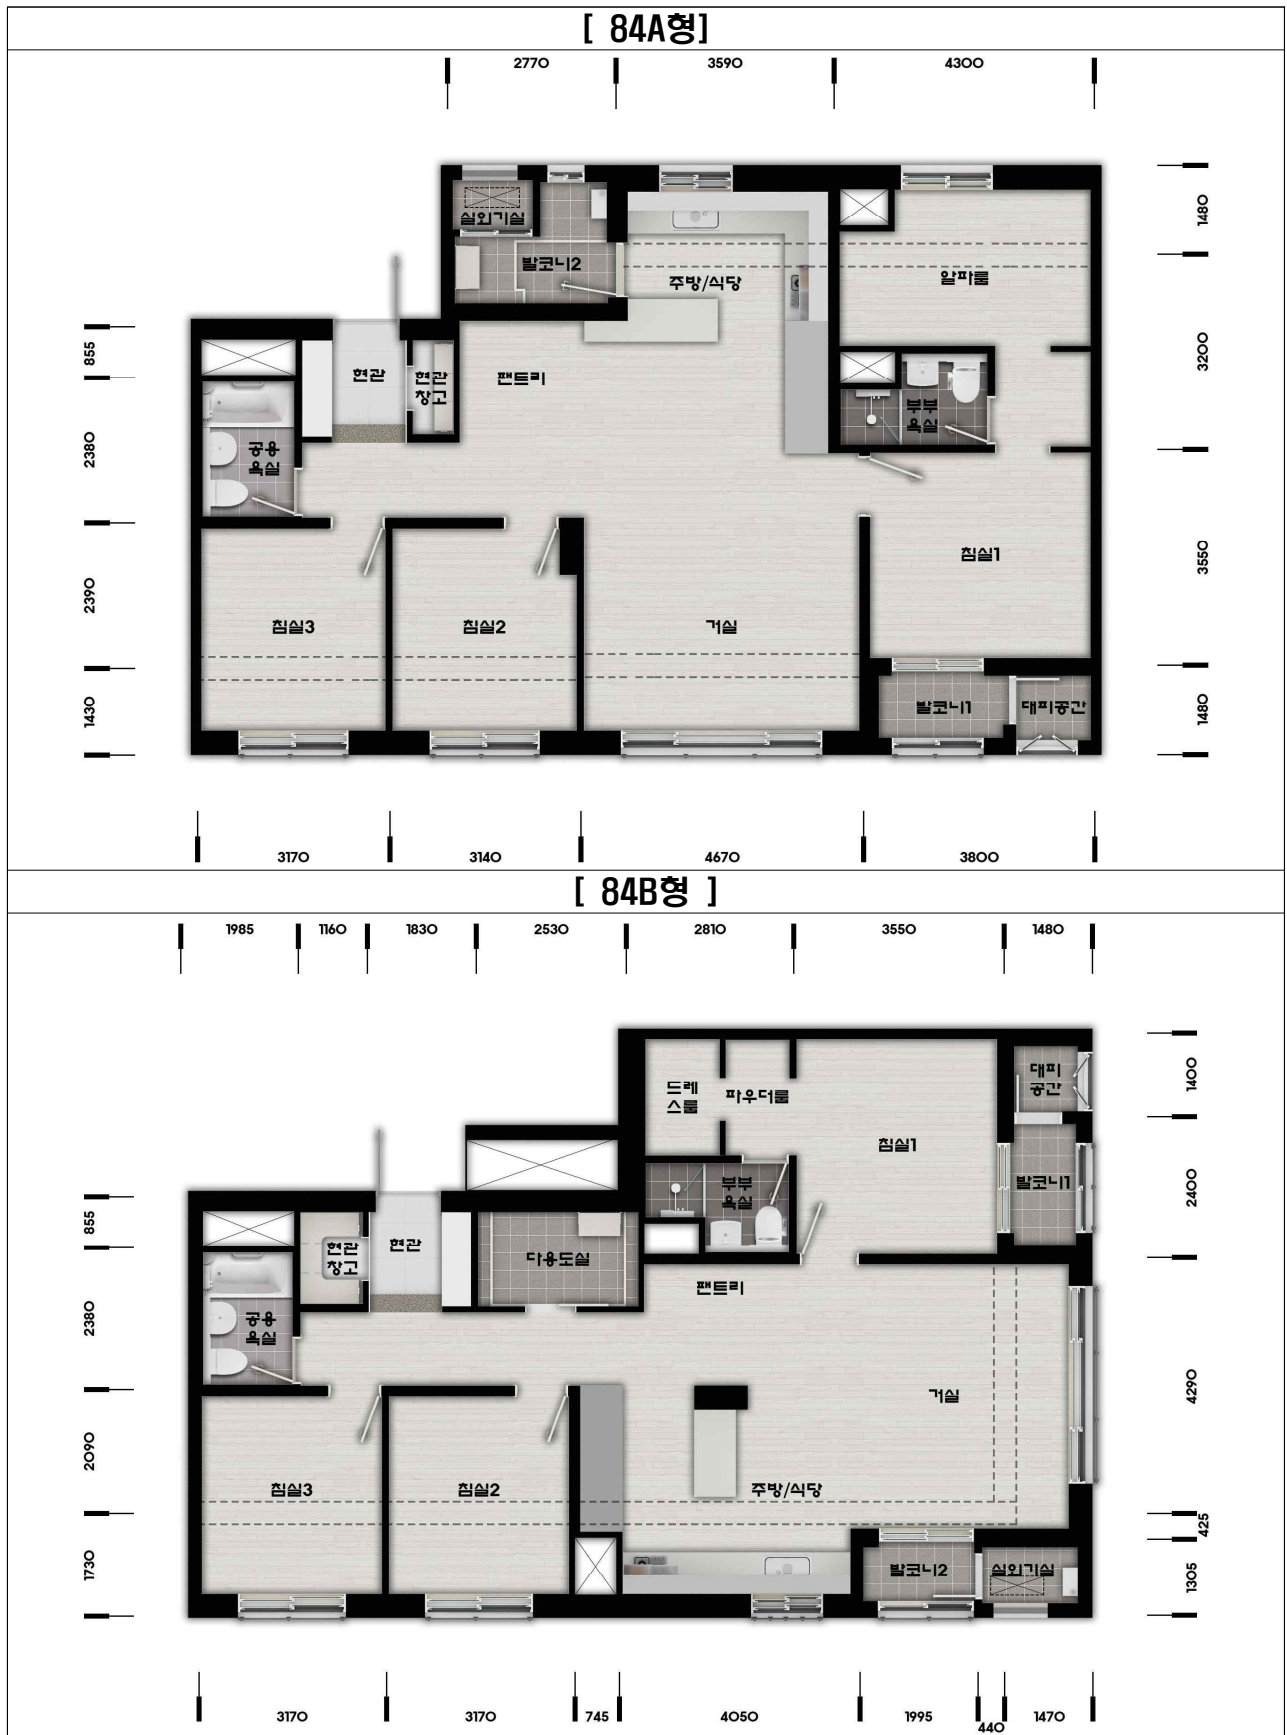 [ 84A형]
2770 3590 4300
실외기실
발코니2
주방/식당
알파룸
1480
855
현관
현관
창고
팬트리
부부
욕실
3200
2380
공용
욕실
침실1
3550
2390
침실3
침실2
거실
1430
발코니1
대피공간
1480
3170 3140 4670 3800
[ 84B형 ]
1985 1160 1830 2530 2810 3550 1480
드레
스룸
파우더룸
대피
공간
1400
침실1
발코니1
2400
부부
욕실
855
현관
창고
현관
다용도실
팬트리
2380
공용
욕실
거실
4290
2090
침실3
침실2
주방/식당
425
1730
발코니2
실외기실
1305
3170 3170 745 4050 1995 440 1470